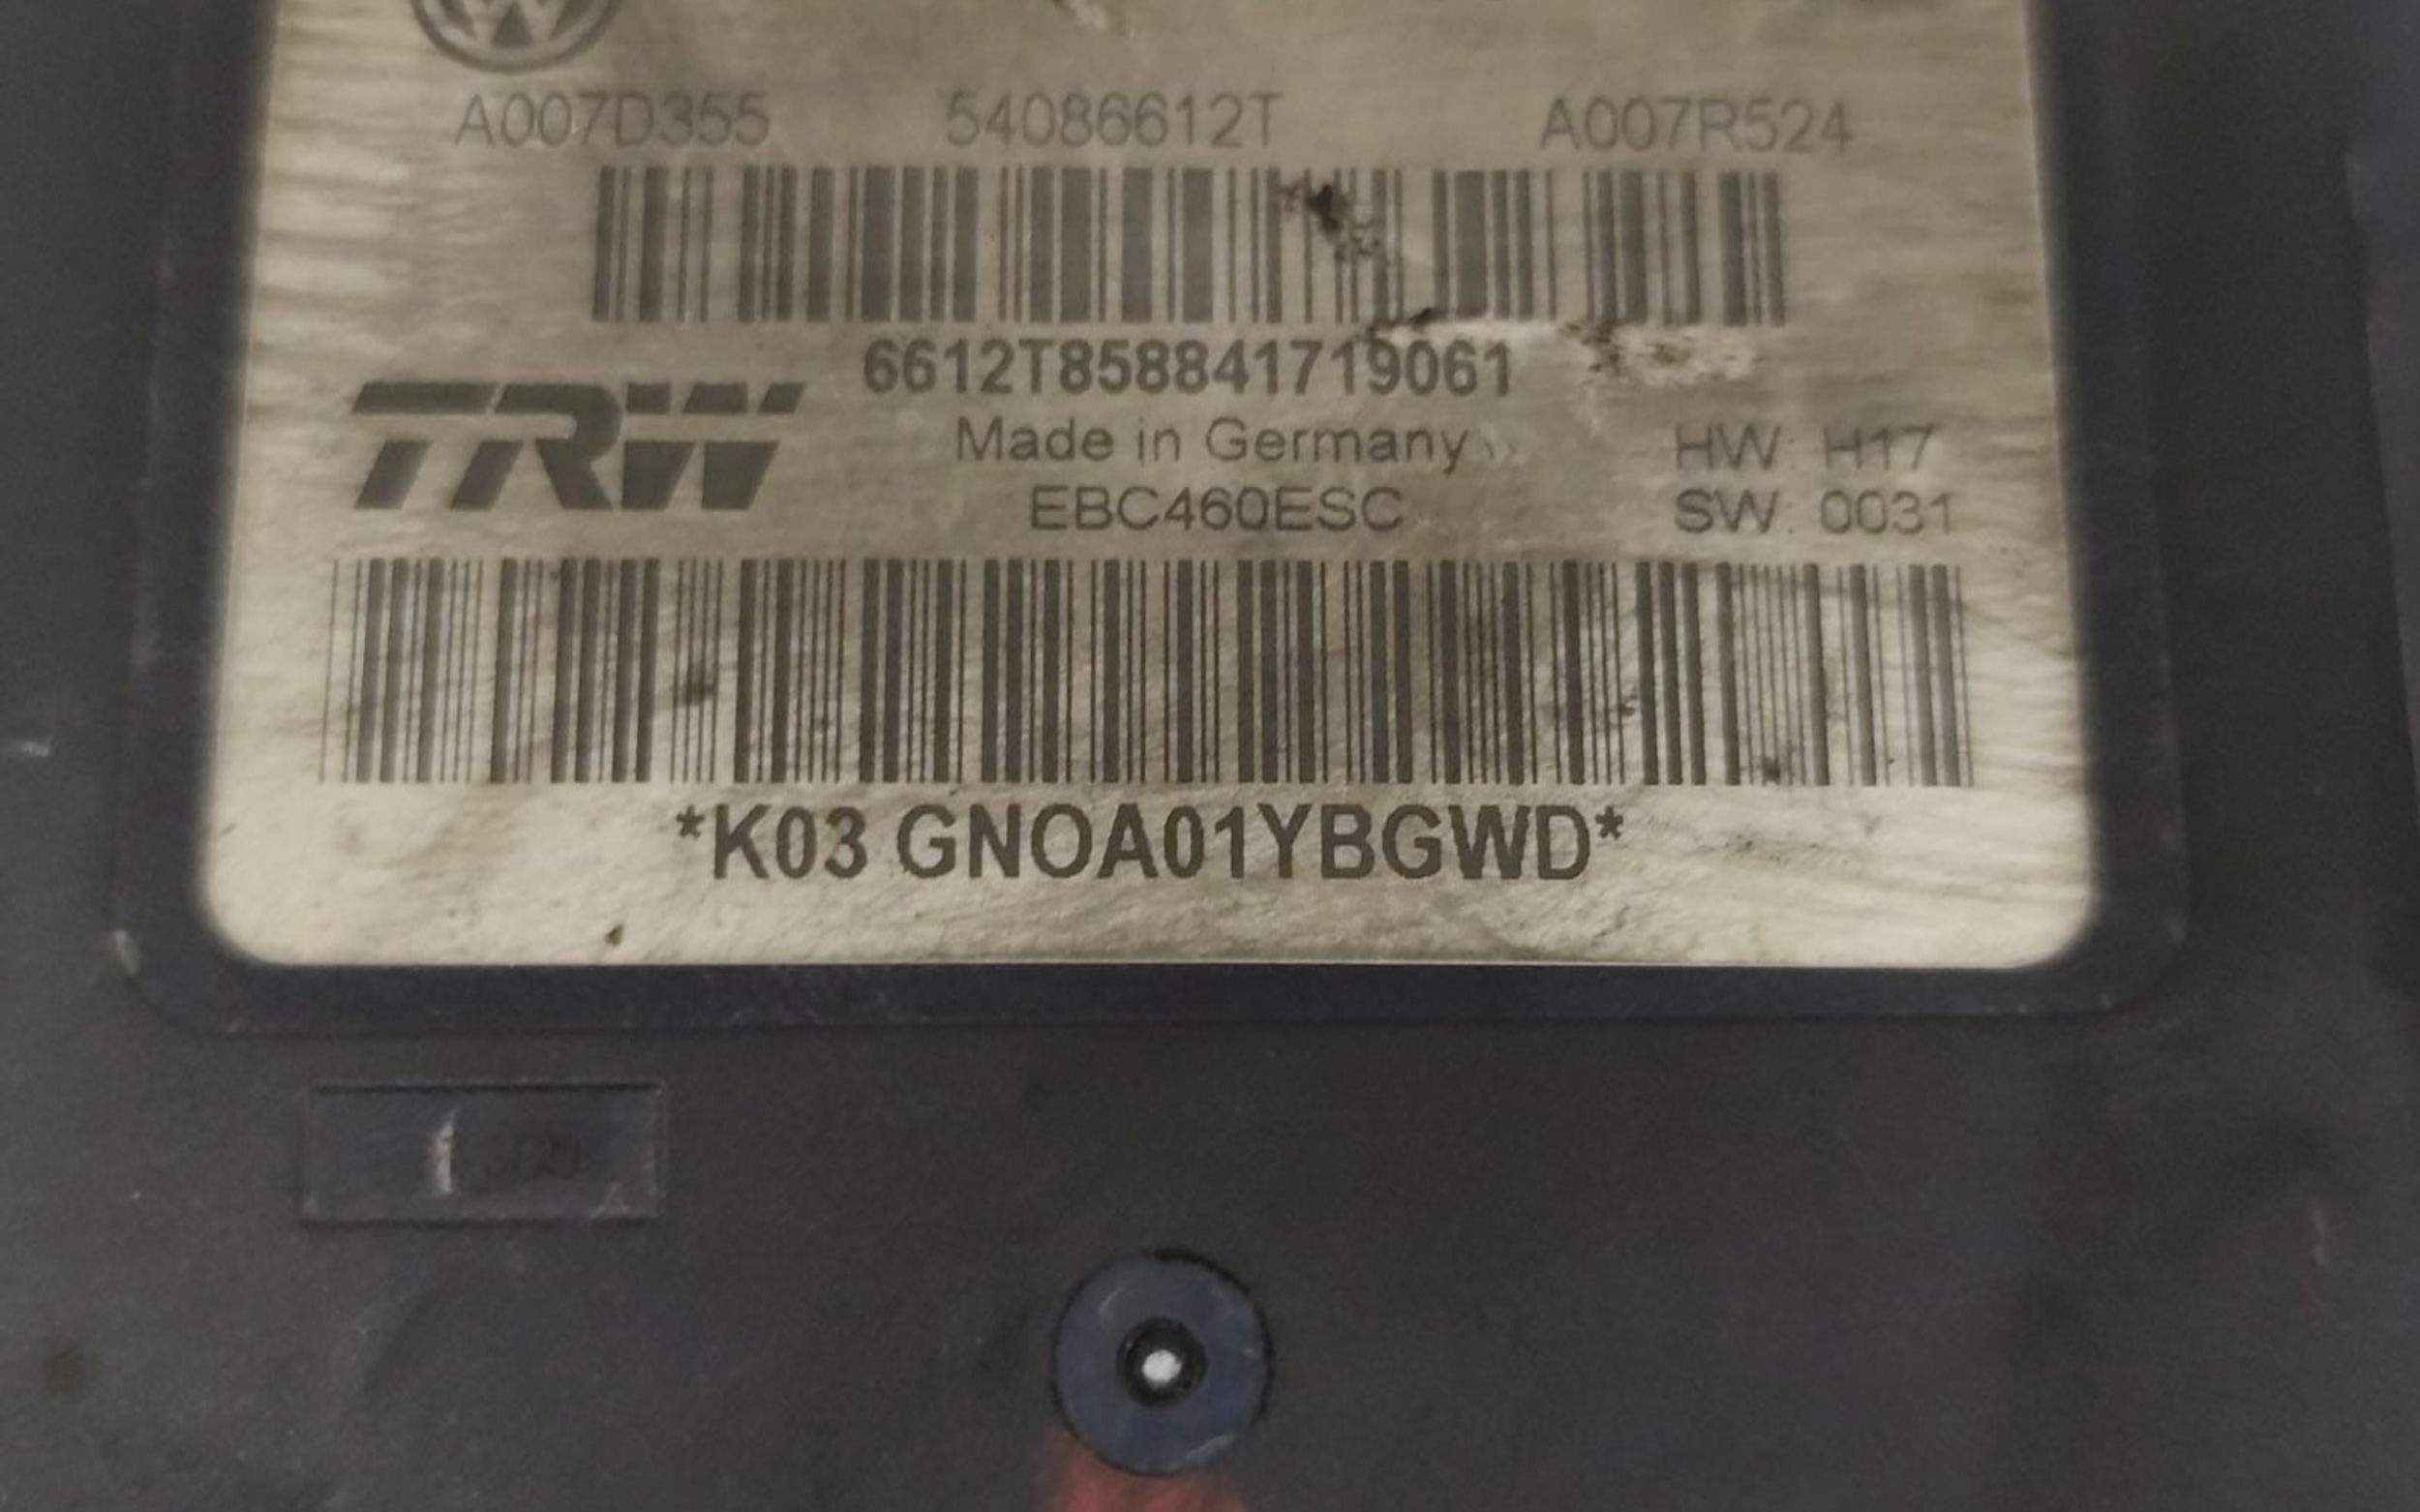 A007D355 54086612T A007R524
6612T858841719061
TRW
Made in Germany HW: H17
EBC460ESC SW: 0031
*K03 GNOA01YBGWD*